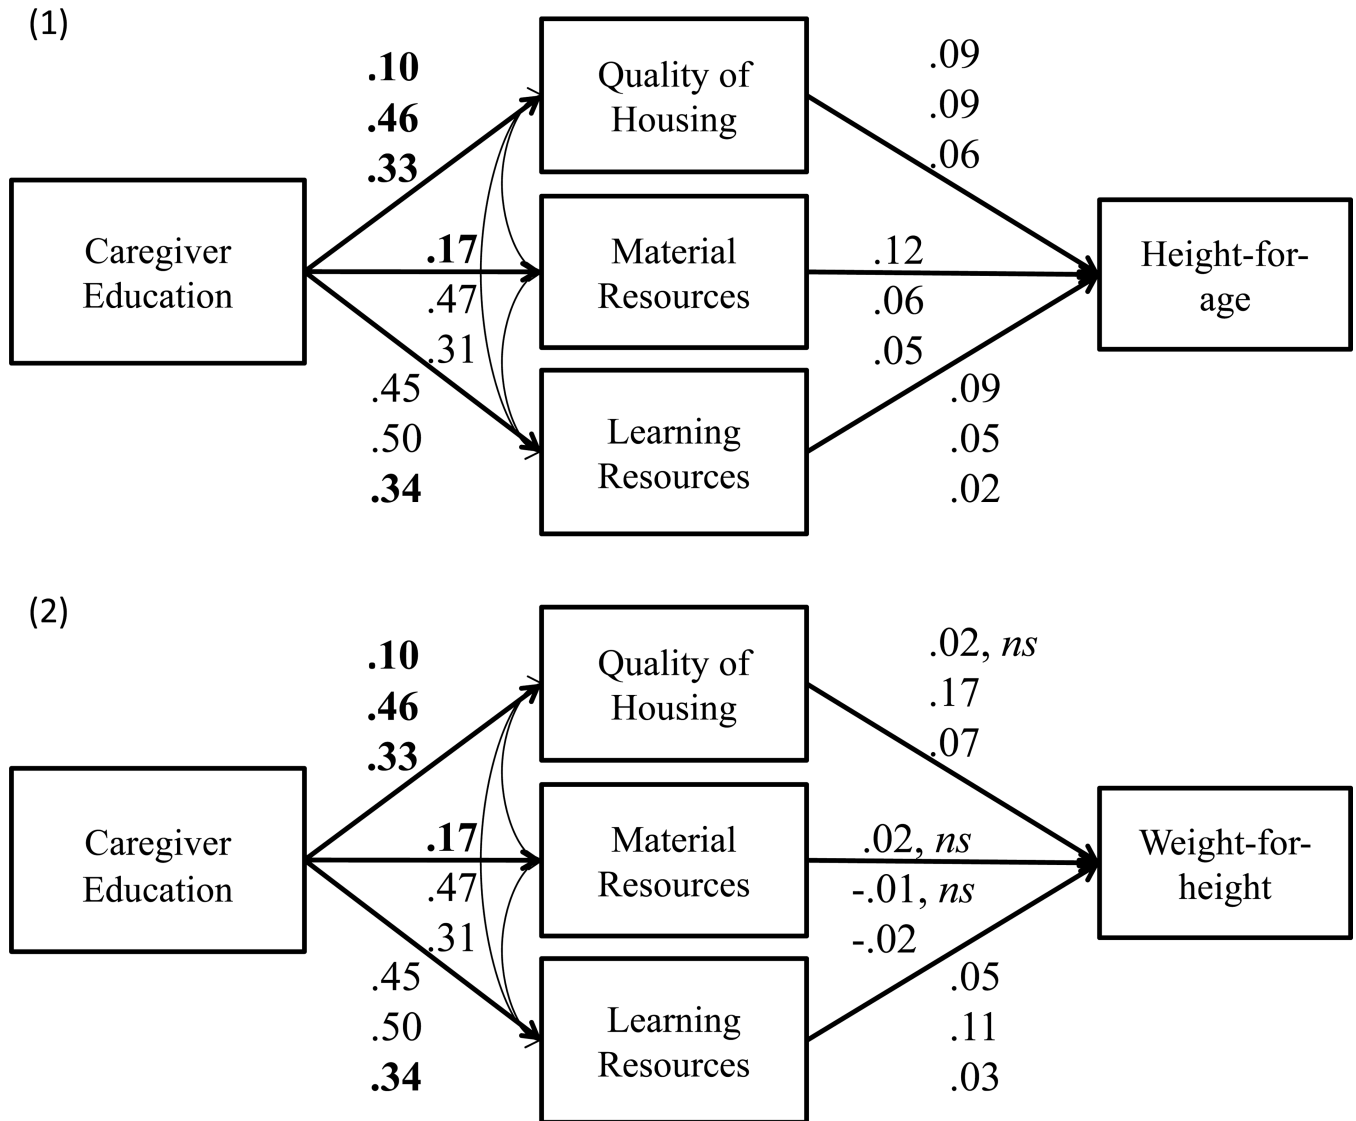 (1)
.10
.46
.33
Caregiver
Education
.17
.47
.31
.45
.50
.34
Quality of
Housing
Material
Resources
Learning
Resources
.09
.09
.06
.12
.06
.05
.09
.05
.02
Height-for-
age
(2)
.10
.46
.33
Caregiver
Education
.17
.47
.31
.45
.50
.34
Quality of
Housing
Material
Resources
Learning
Resources
.02, ns
.17
.07
.02, ns
-.01, ns
-.02
.05
.11
.03
Weight-for-
height